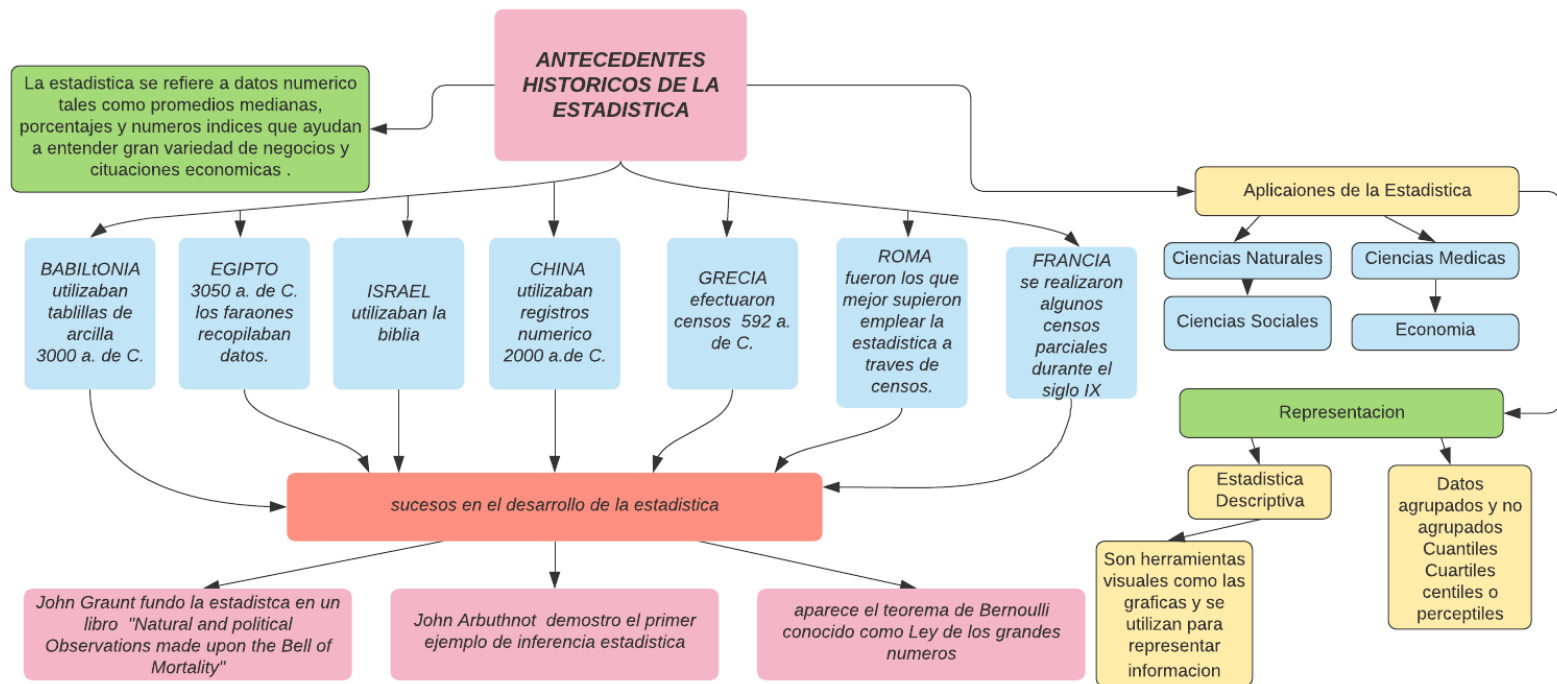 ANTECEDENTES
HISTORICOS DE LA
ESTADISTICA
La estadistica se refiere a datos numerico
tales como promedios medianas,
porcentajes y numeros indices que ayudan
a entender gran variedad de negocios y
cituaciones economicas .
Aplicaiones de la Estadistica
Ciencias Naturales
Ciencias Medicas
Ciencias Sociales
Economia
BABILtONIA
utilizaban
tablillas de
arcilla
3000 a. de C.
EGIPTO
3050 a. de C.
los faraones
recopilaban
datos.
ISRAEL
utilizaban la
biblia
CHINA
utilizaban
registros
numerico
2000 a.de C.
GRECIA
efectuaron
censos 592 a.
de C.
ROMA
fueron los que
mejor supieron
emplear la
estadistica a
traves de
censos.
FRANCIA
se realizaron
algunos
censos
parciales
durante el
siglo IX
Representacion
Estadistica
Descriptiva
Datos
agrupados y no
agrupados
Cuantiles
Cuartiles
centiles o
perceptiles
Son herramientas
visuales como las
graficas y se
utilizan para
representar
informacion
sucesos en el desarrollo de la estadistica
John Graunt fundo la estadistca en un
libro "Natural and political
Observations made upon the Bell of
Mortality"
John Arbuthnot demostro el primer
ejemplo de inferencia estadistica
aparece el teorema de Bernoulli
conocido como Ley de los grandes
numeros